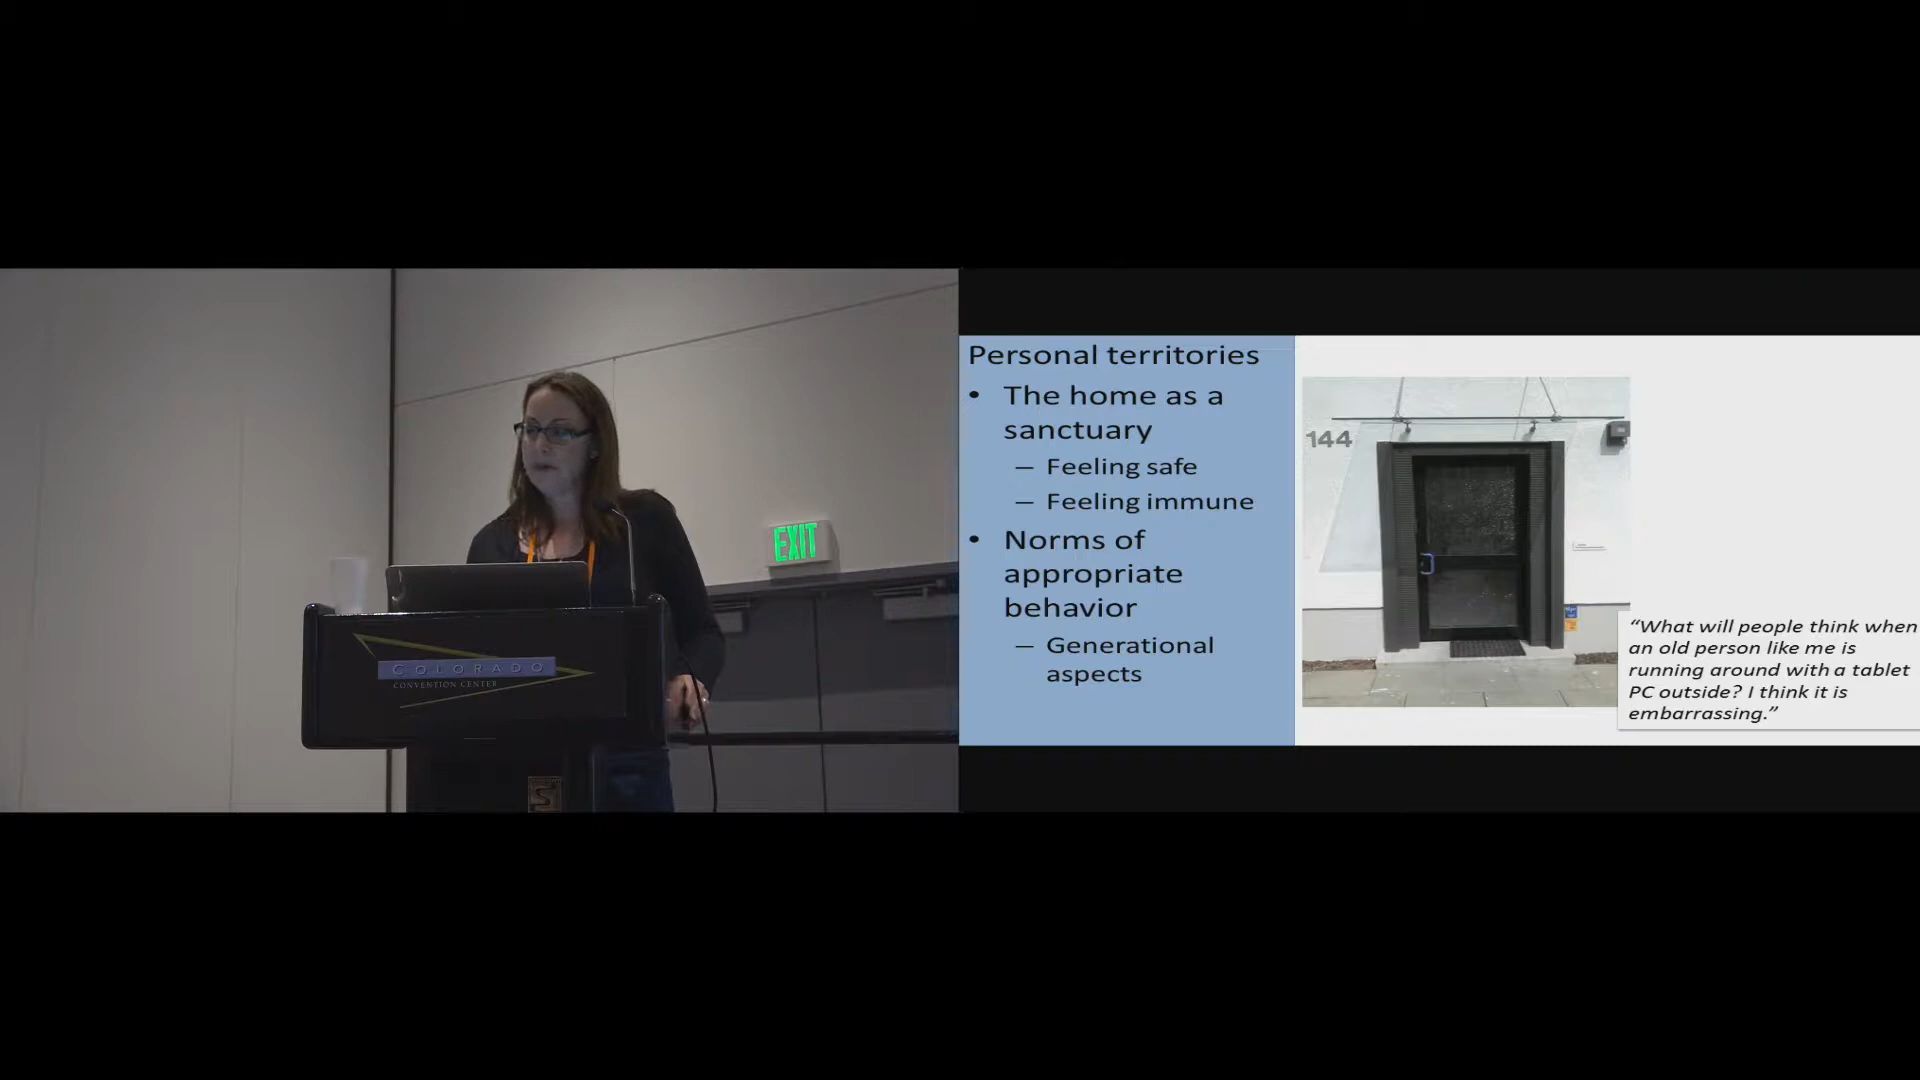 EXIT
COLORADO
CONVENTION CENTER
Personal territories
• The home as a
sanctuary
– Feeling safe
– Feeling immune
• Norms of
appropriate
behavior
– Generational
aspects
144
“What will people think when
an old person like me is
running around with a tablet
PC outside? I think it is
embarrassing.”